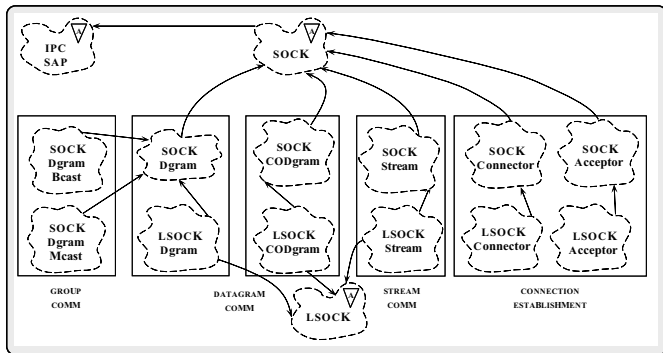 A
IPC
SAP
A
SOCK
SOCK
Dgram
Bcast
SOCK
Dgram
SOCK
CODgram
SOCK
Stream
SOCK
Connector
SOCK
Acceptor
SOCK
Dgram
Mcast
LSOCK
Dgram
LSOCK
CODgram
LSOCK
Stream
LSOCK
Connector
LSOCK
Acceptor
GROUP
COMM
DATAGRAM
COMM
A
LSOCK
STREAM
COMM
CONNECTION
ESTABLISHMENT